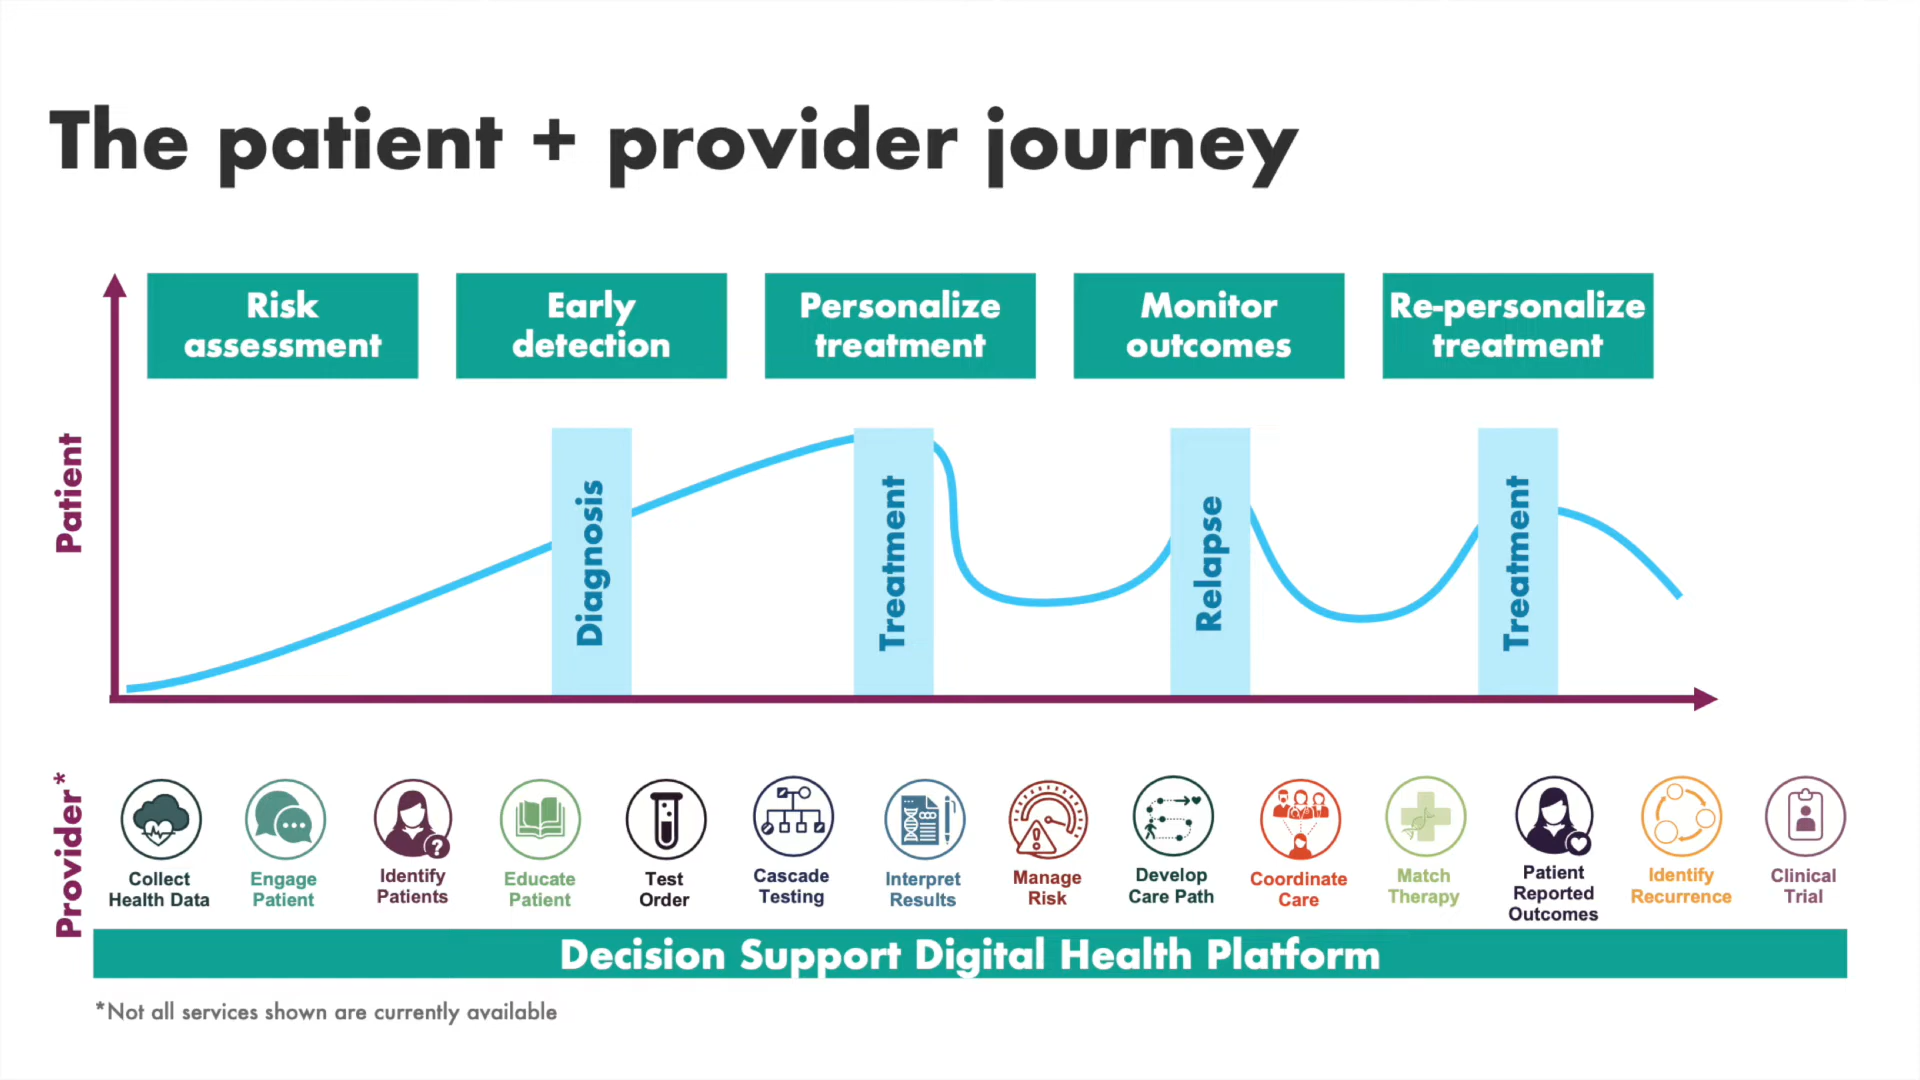 The patient + provider journey
Risk
assessment
Early
detection
Personalize
treatment
Monitor
outcomes
Re-personalize
treatment
Patient
Diagnosis
Treatment
Relapse
Treatment
Provider*
Collect
Health Data
Engage
Patient
Identify
Patients
Educate
Patient
Test
Order
Cascade
Testing
Interpret
Results
Manage
Risk
Develop
Care Path
Coordinate
Care
Match
Therapy
Patient
Reported
Outcomes
Identify
Recurrence
Clinical
Trial
Decision Support Digital Health Platform
*Not all services shown are currently available